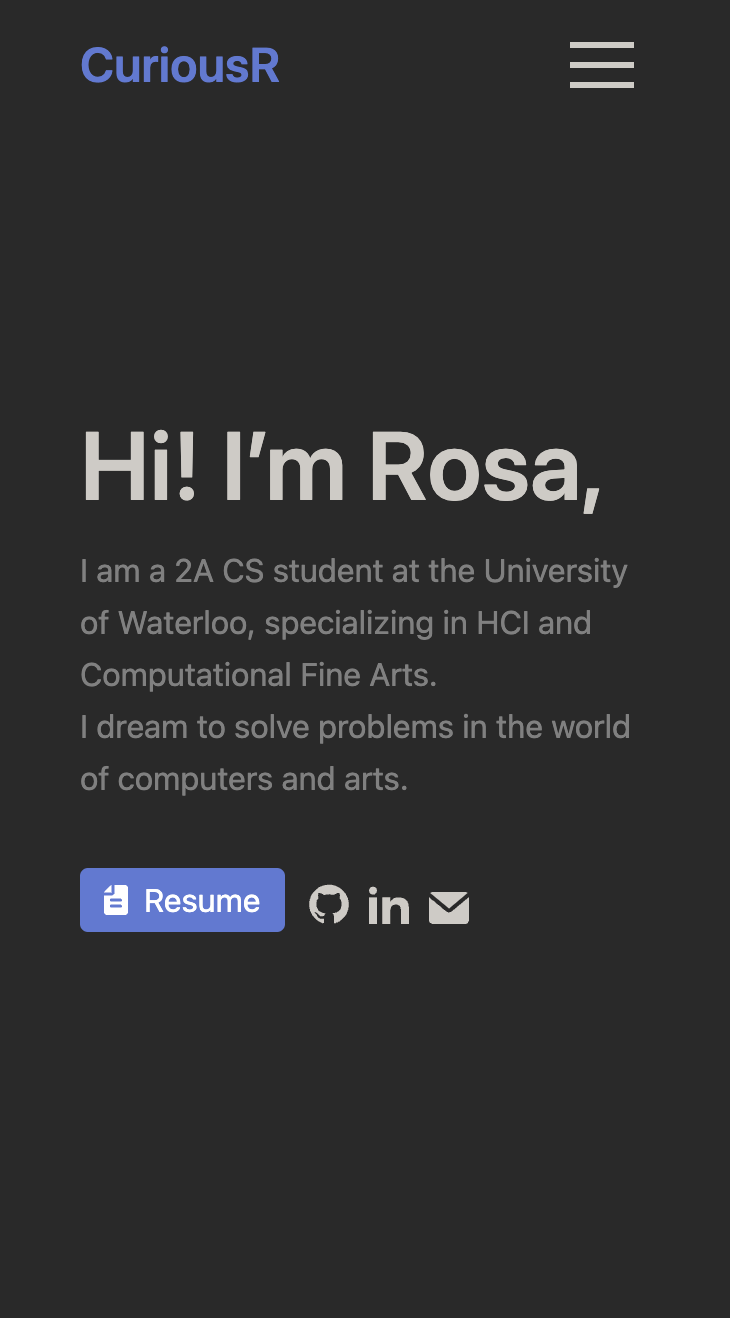 CuriousR
Hi! I’m Rosa,
I am a 2A CS student at the University
of Waterloo, specializing in HCI and
Computational Fine Arts.
I dream to solve problems in the world
of computers and arts.
Resume